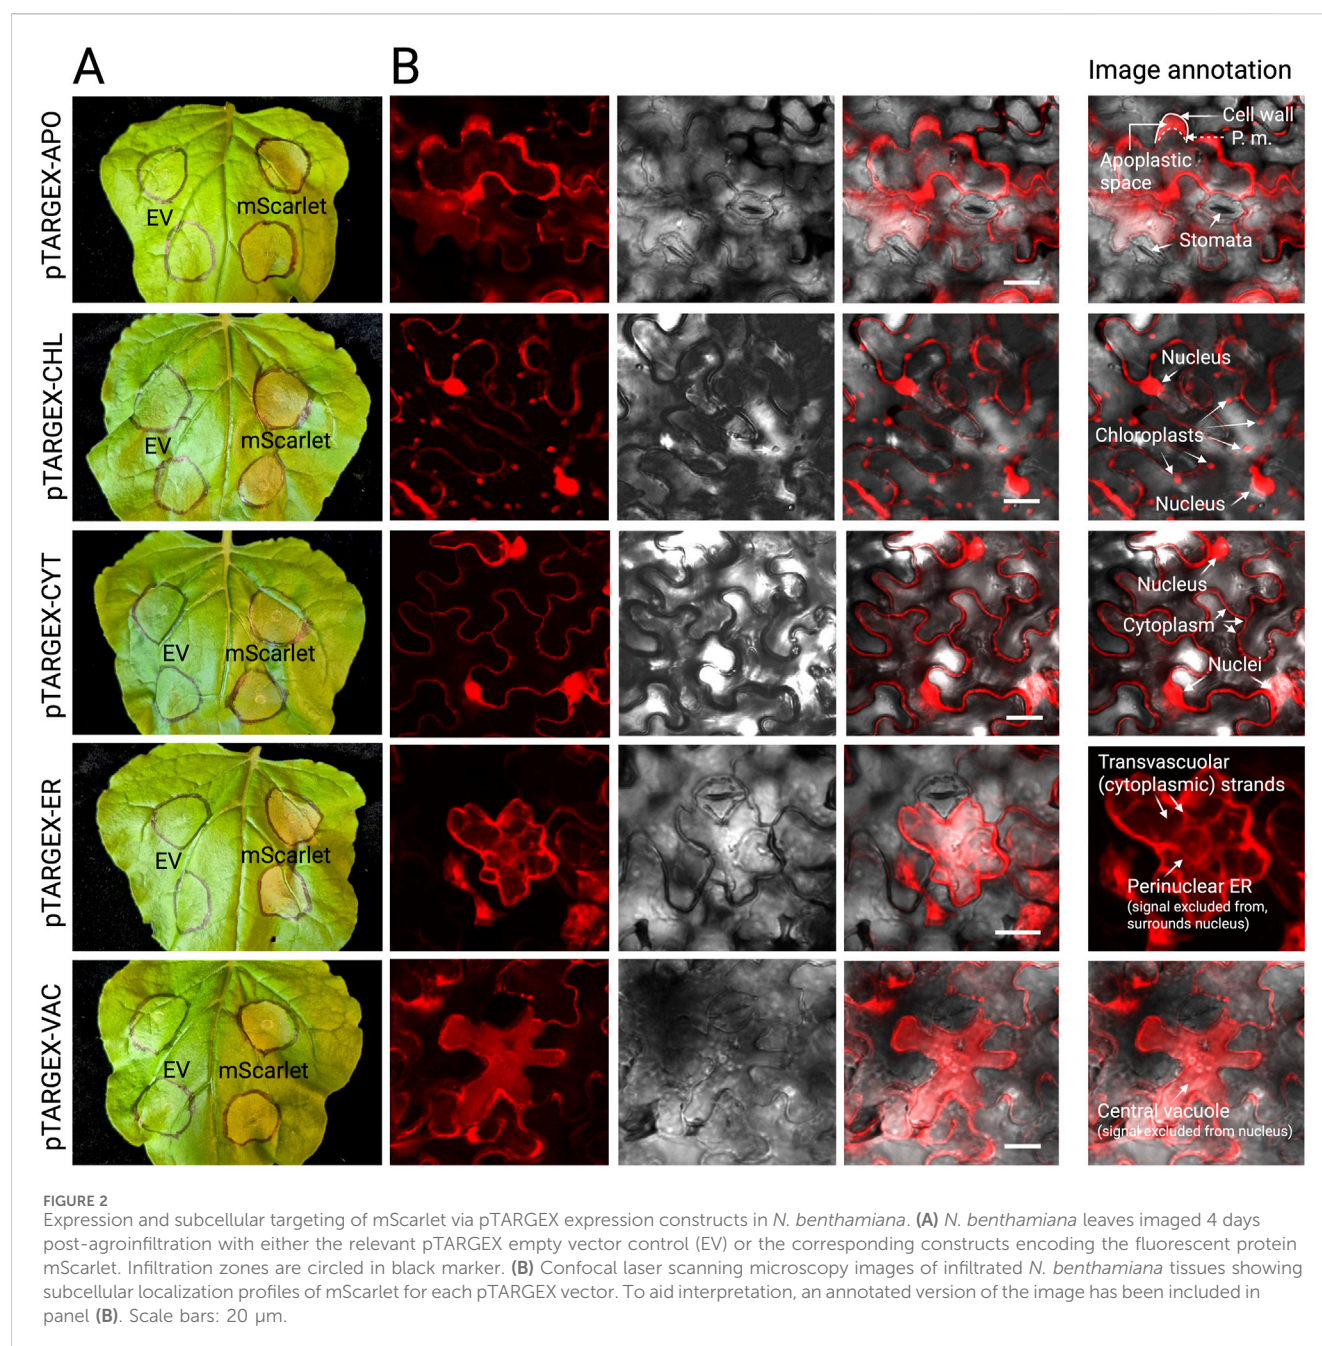 A
B
Image annotation
pTARGEX-APO
EV
mScarlet
Cell wall
P. m.
Apoplastic
space
Stomata
pTARGEX-CHL
EV
mScarlet
Nucleus
Chloroplasts
Nucleus
pTARGEX-CYT
EV
mScarlet
Nucleus
Cytoplasm
Nuclei
pTARGEX-ER
EV
mScarlet
Transvacuolar
(cytoplasmic) strands
Perinuclear ER
(signal excluded from,
surrounds nucleus)
pTARGEX-VAC
EV
mScarlet
Central vacuole
(signal excluded from nucleus)
FIGURE 2
Expression and subcellular targeting of mScarlet via pTARGEX expression constructs in N. benthamiana. (A) N. benthamiana leaves imaged 4 days
post-agroinfiltration with either the relevant pTARGEX empty vector control (EV) or the corresponding constructs encoding the fluorescent protein
mScarlet. Infiltration zones are circled in black marker. (B) Confocal laser scanning microscopy images of infiltrated N. benthamiana tissues showing
subcellular localization profiles of mScarlet for each pTARGEX vector. To aid interpretation, an annotated version of the image has been included in
panel (B). Scale bars: 20 µm.